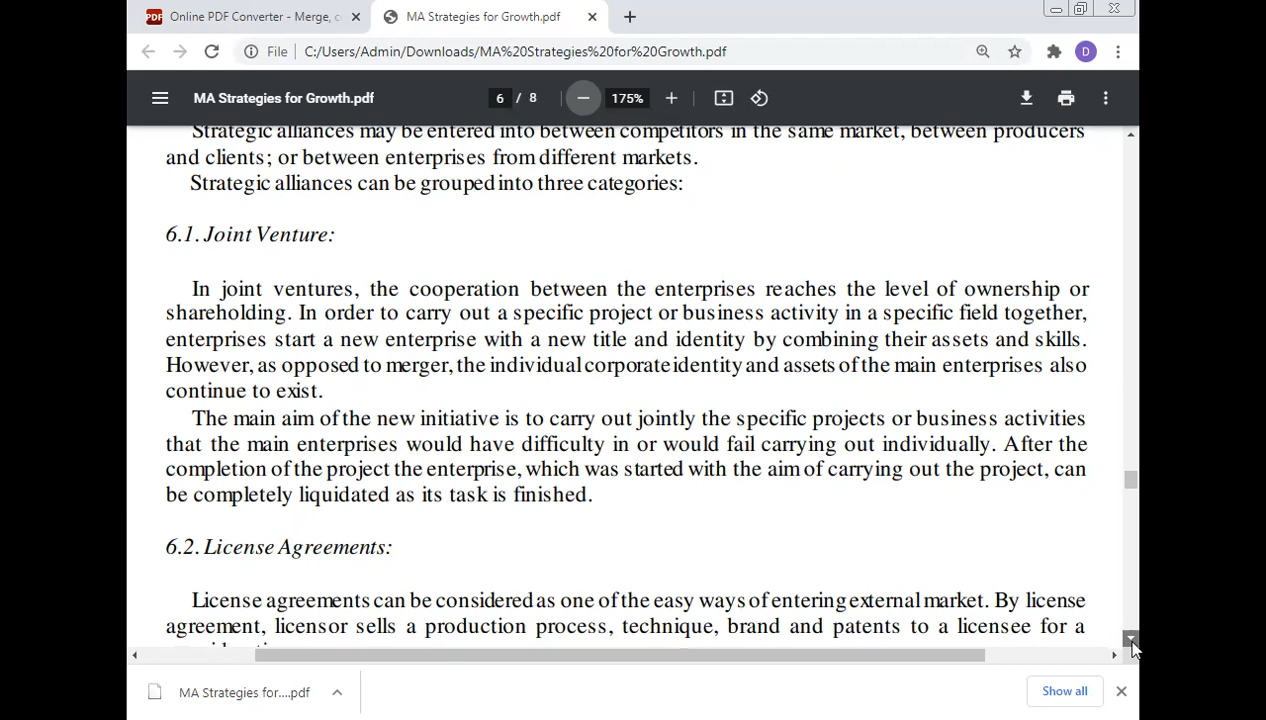 Online PDF Converter - Merge, c
MA Strategies for Growth.pdf
File
C:/Users/Admin/Downloads/MA%20Strategies%20for%20Growth.pdf
D
MA Strategies for Growth.pdf
6 / 8
175%
Strategic alliances may be entered into between competitors in the same market, between producers
and clients; or between enterprises from different markets.
Strategic alliances can be grouped into three categories:
6.1. Joint Venture:
In joint ventures, the cooperation between the enterprises reaches the level of ownership or
shareholding. In order to carry out a specific project or business activity in a specific field together,
enterprises start a new enterprise with a new title and identity by combining their assets and skills.
However, as opposed to merger, the individual corporate identity and assets of the main enterprises also
continue to exist.
The main aim of the new initiative is to carry out jointly the specific projects or business activities
that the main enterprises would have difficulty in or would fail carrying out individually. After the
completion of the project the enterprise, which was started with the aim of carrying out the project, can
be completely liquidated as its task is finished.
6.2. License Agreements:
License agreements can be considered as one of the easy ways of entering external market. By license
agreement, licensor sells a production process, technique, brand and patents to a licensee for a
MA Strategies for....pdf
Show all